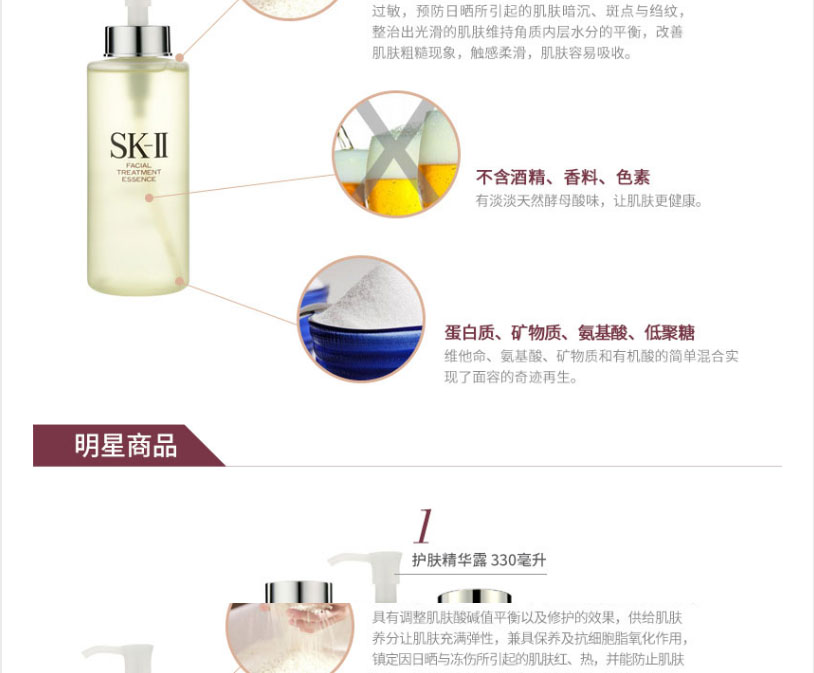 过敏，预防日晒所引起的肌肤暗沉、斑点与绉纹，
整治出光滑的肌肤维持角质内层水分的平衡，改善
肌肤粗糙现象，触感柔滑，肌肤容易吸收。
SK-II
FACIAL
TREATMENT
ESSENCE
不含酒精、香料、色素
有淡淡天然酵母酸味，让肌肤更健康。
蛋白质、矿物质、氨基酸、低聚糖
维他命、氨基酸、矿物质和有机酸的简单混合实
现了面容的奇迹再生。
明星商品
1
护肤精华露 330毫升
具有调整肌肤酸碱值平衡以及修护的效果，供给肌肤
养分让肌肤充满弹性，兼具保养及抗细胞脂氧化作用，
镇定因日晒与冻伤所引起的肌肤红、热，并能防止肌肤